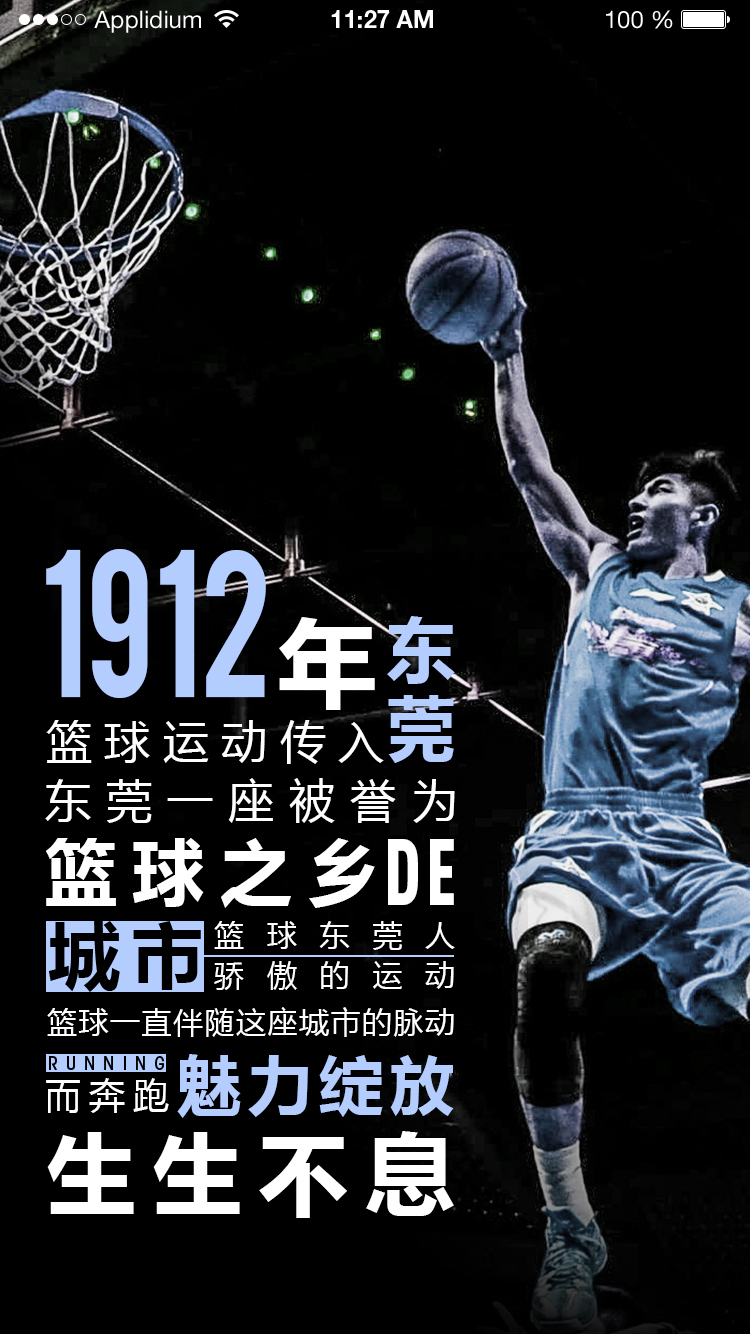 Applidium 11:27 AM 100 %
1912年东莞
篮球运动传入
东莞一座被誉为
篮球之乡DE
城市 篮球东莞人
骄傲的运动
篮球一直伴随这座城市的脉动
RUNNING
而奔跑 魅力绽放
生生不息